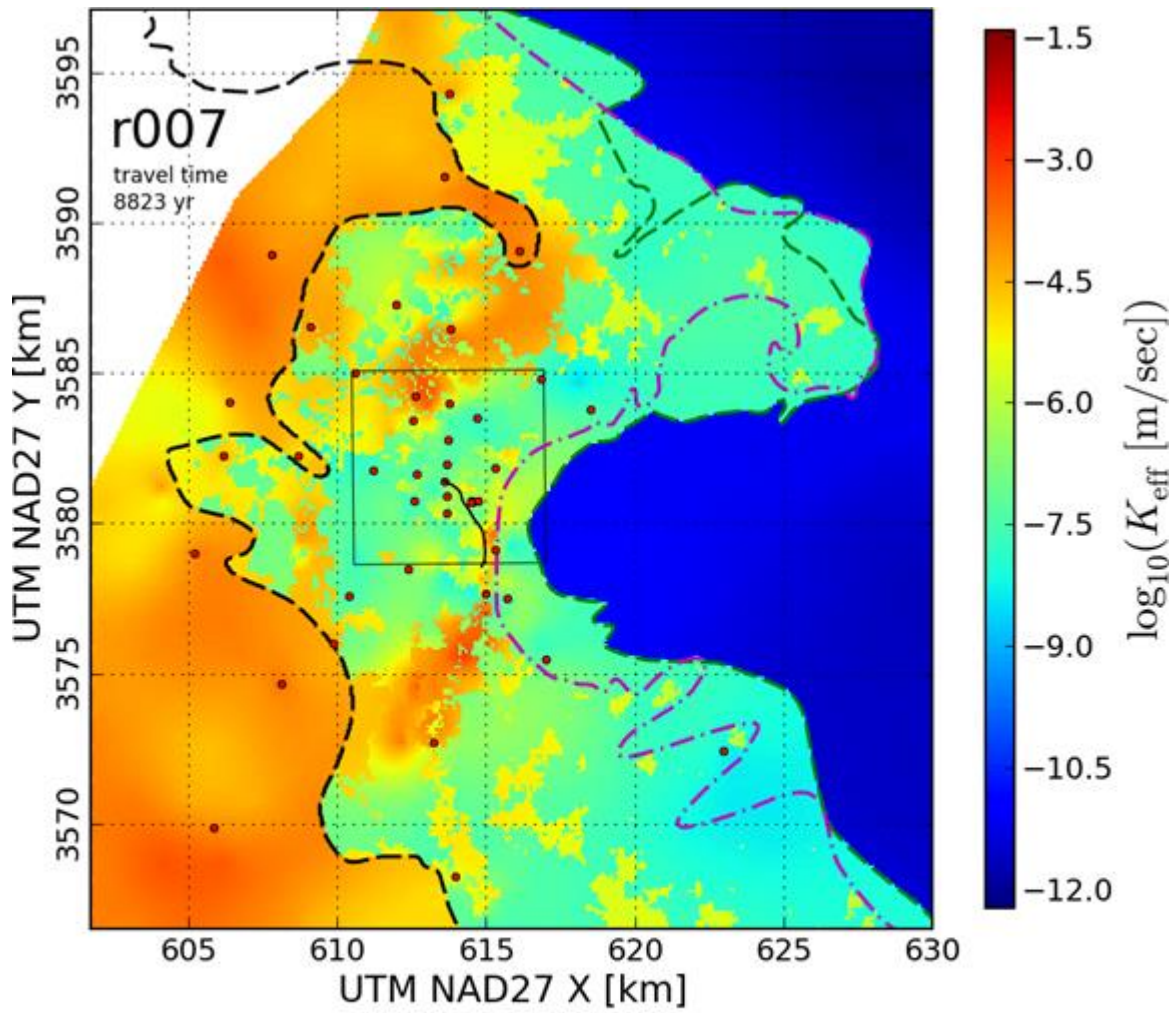 r007
travel time
8823 yr
3595
3590
3585
3580
3575
3570
UTM NAD27 Y [km]
605 610 615 620 625 630
UTM NAD27 X [km]
−1.5
−3.0
−4.5
−6.0
−7.5
−9.0
−10.5
−12.0
log₁₀(K_eff [m/sec])